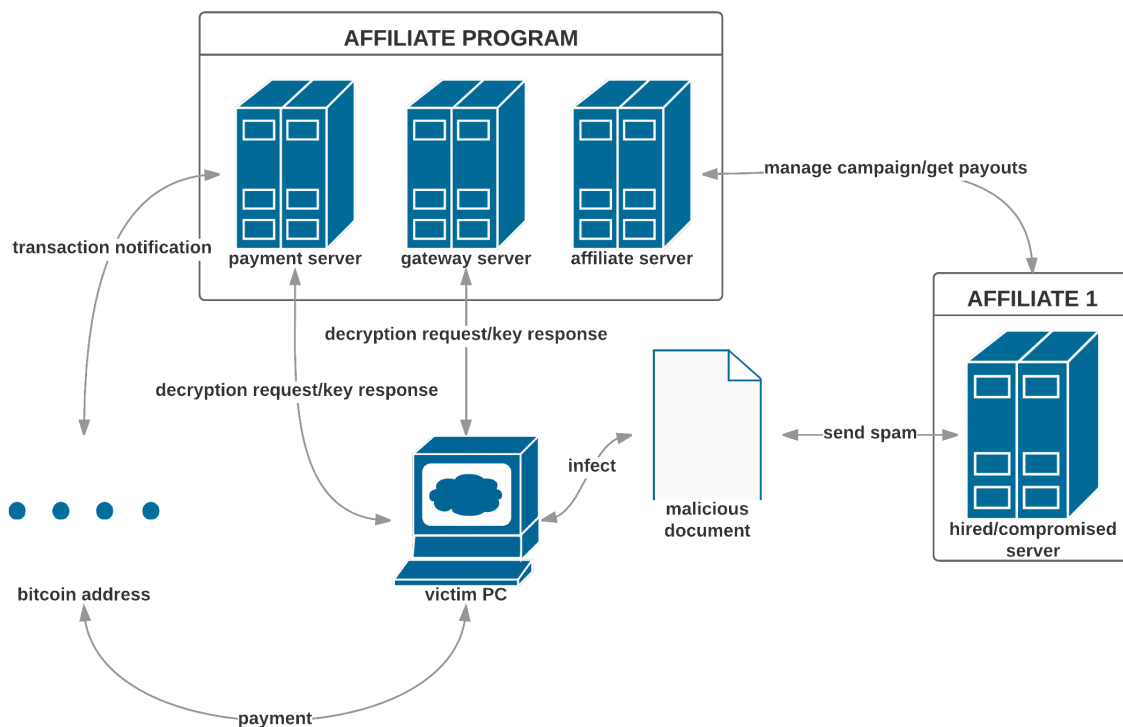 AFFILIATE PROGRAM
payment server
gateway server
affiliate server
manage campaign/get payouts
transaction notification
AFFILIATE 1
decryption request/key response
decryption request/key response
send spam
infect
malicious
document
hired/compromised
server
bitcoin address
victim PC
payment